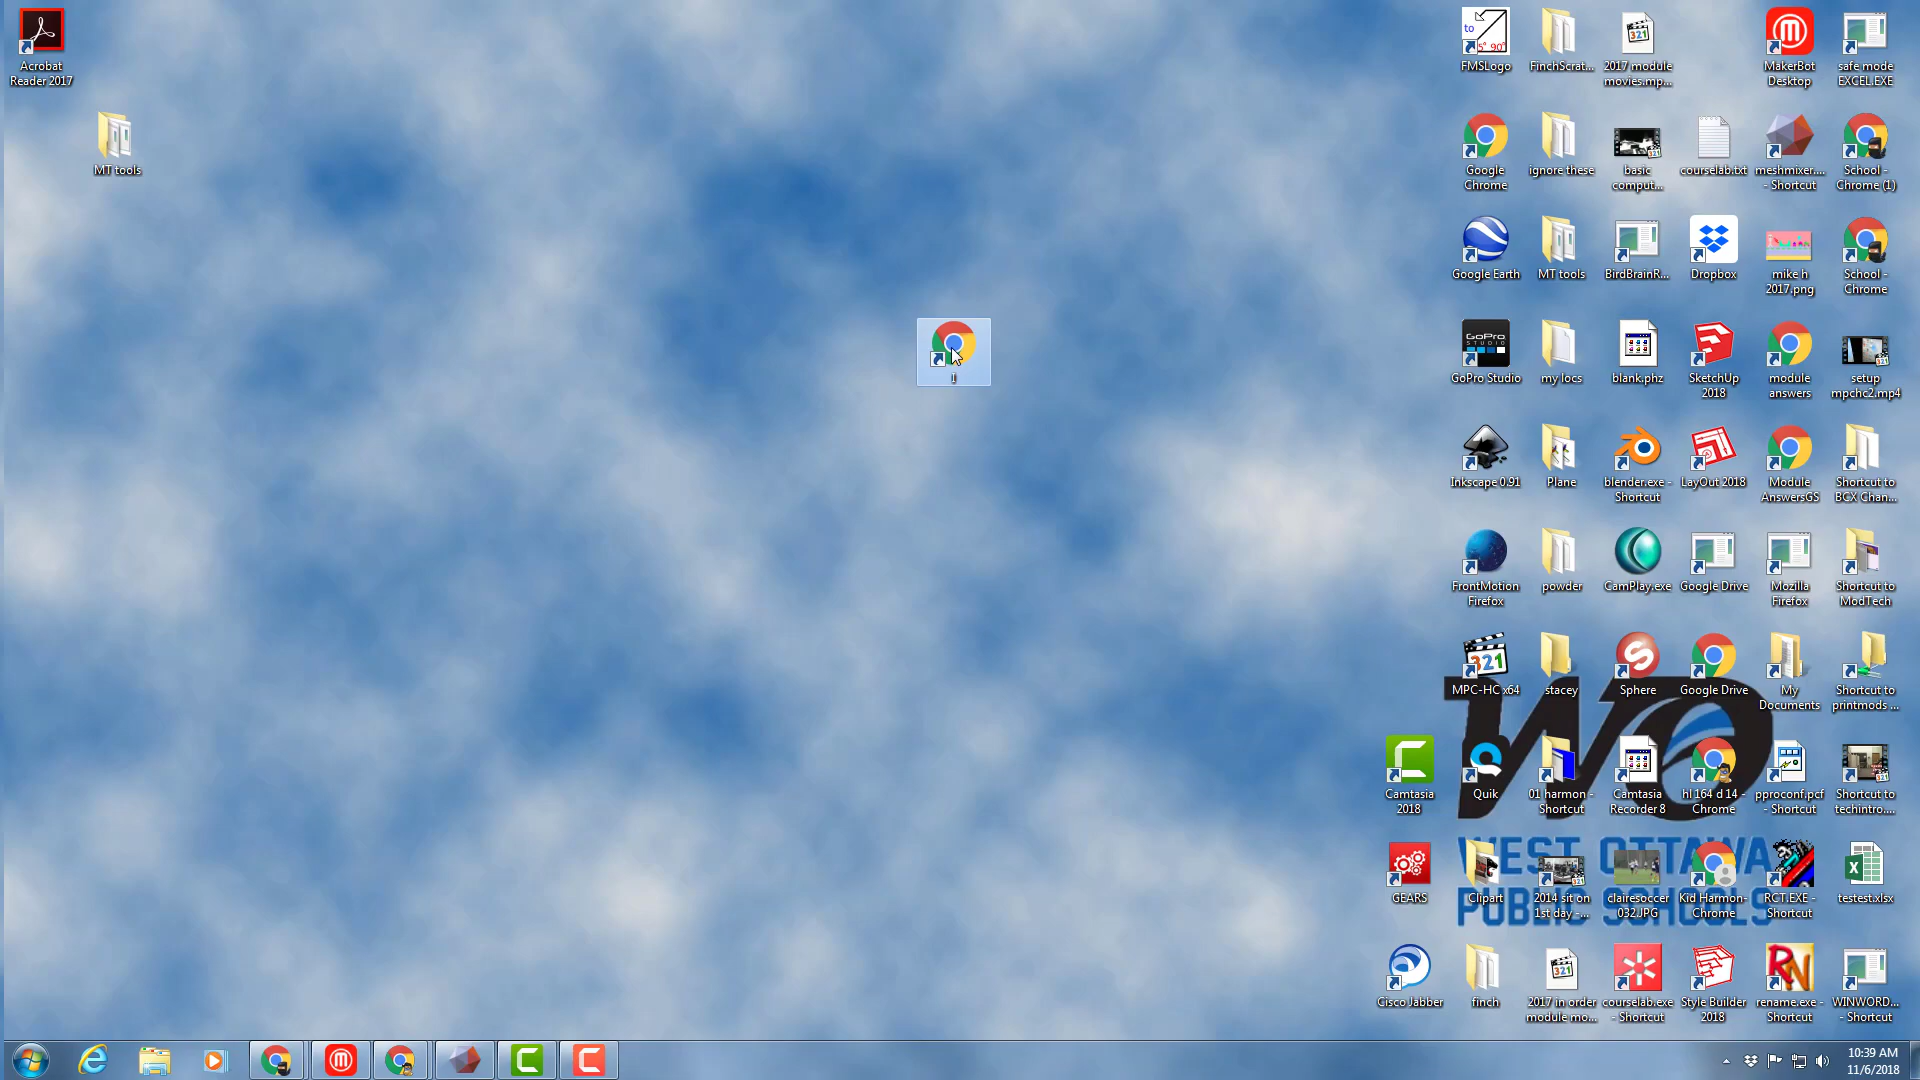 Acrobat
Reader 2017
MT tools
i
FMSLogo
FinchScrat...
2017 module
movies.mp...
MakerBot
Desktop
safe mode
EXCEL.EXE
Google
Chrome
ignore these
basic
comput...
courselab.txt
meshmixer....
- Shortcut
School -
Chrome (1)
Google Earth
MT tools
BirdBrainR...
Dropbox
mike h
2017.png
School -
Chrome
GoPro Studio
my locs
blank.phz
SketchUp
2018
module
answers
setup
mpchc2.mp4
Inkscape 0.91
Plane
blender.exe -
Shortcut
LayOut 2018
Module
AnswersGS
Shortcut to
BCX Chan...
FrontMotion
Firefox
powder
CamPlay.exe
Google Drive
Mozilla
Firefox
Shortcut to
ModTech
MPC-HC x64
stacey
Sphere
Google Drive
My
Documents
Shortcut to
printmods ...
Camtasia
2018
Quik
01 harmon -
Shortcut
Camtasia
Recorder 8
hl 164 d 14 -
Chrome
pproconf.pcf
- Shortcut
Shortcut to
techintro....
WO
WEST OTTAWA
PUBLIC SCHOOLS
GEARS
Clipart
2014 sit on
1st day -...
clairesoccer
032.JPG
Kid Harmon-
Chrome
RCT.EXE -
Shortcut
testest.xlsx
Cisco Jabber
finch
2017 in order
module mo...
courselab.exe
- Shortcut
Style Builder
2018
rename.exe -
Shortcut
WINWORD...
- Shortcut
10:39 AM
11/6/2018